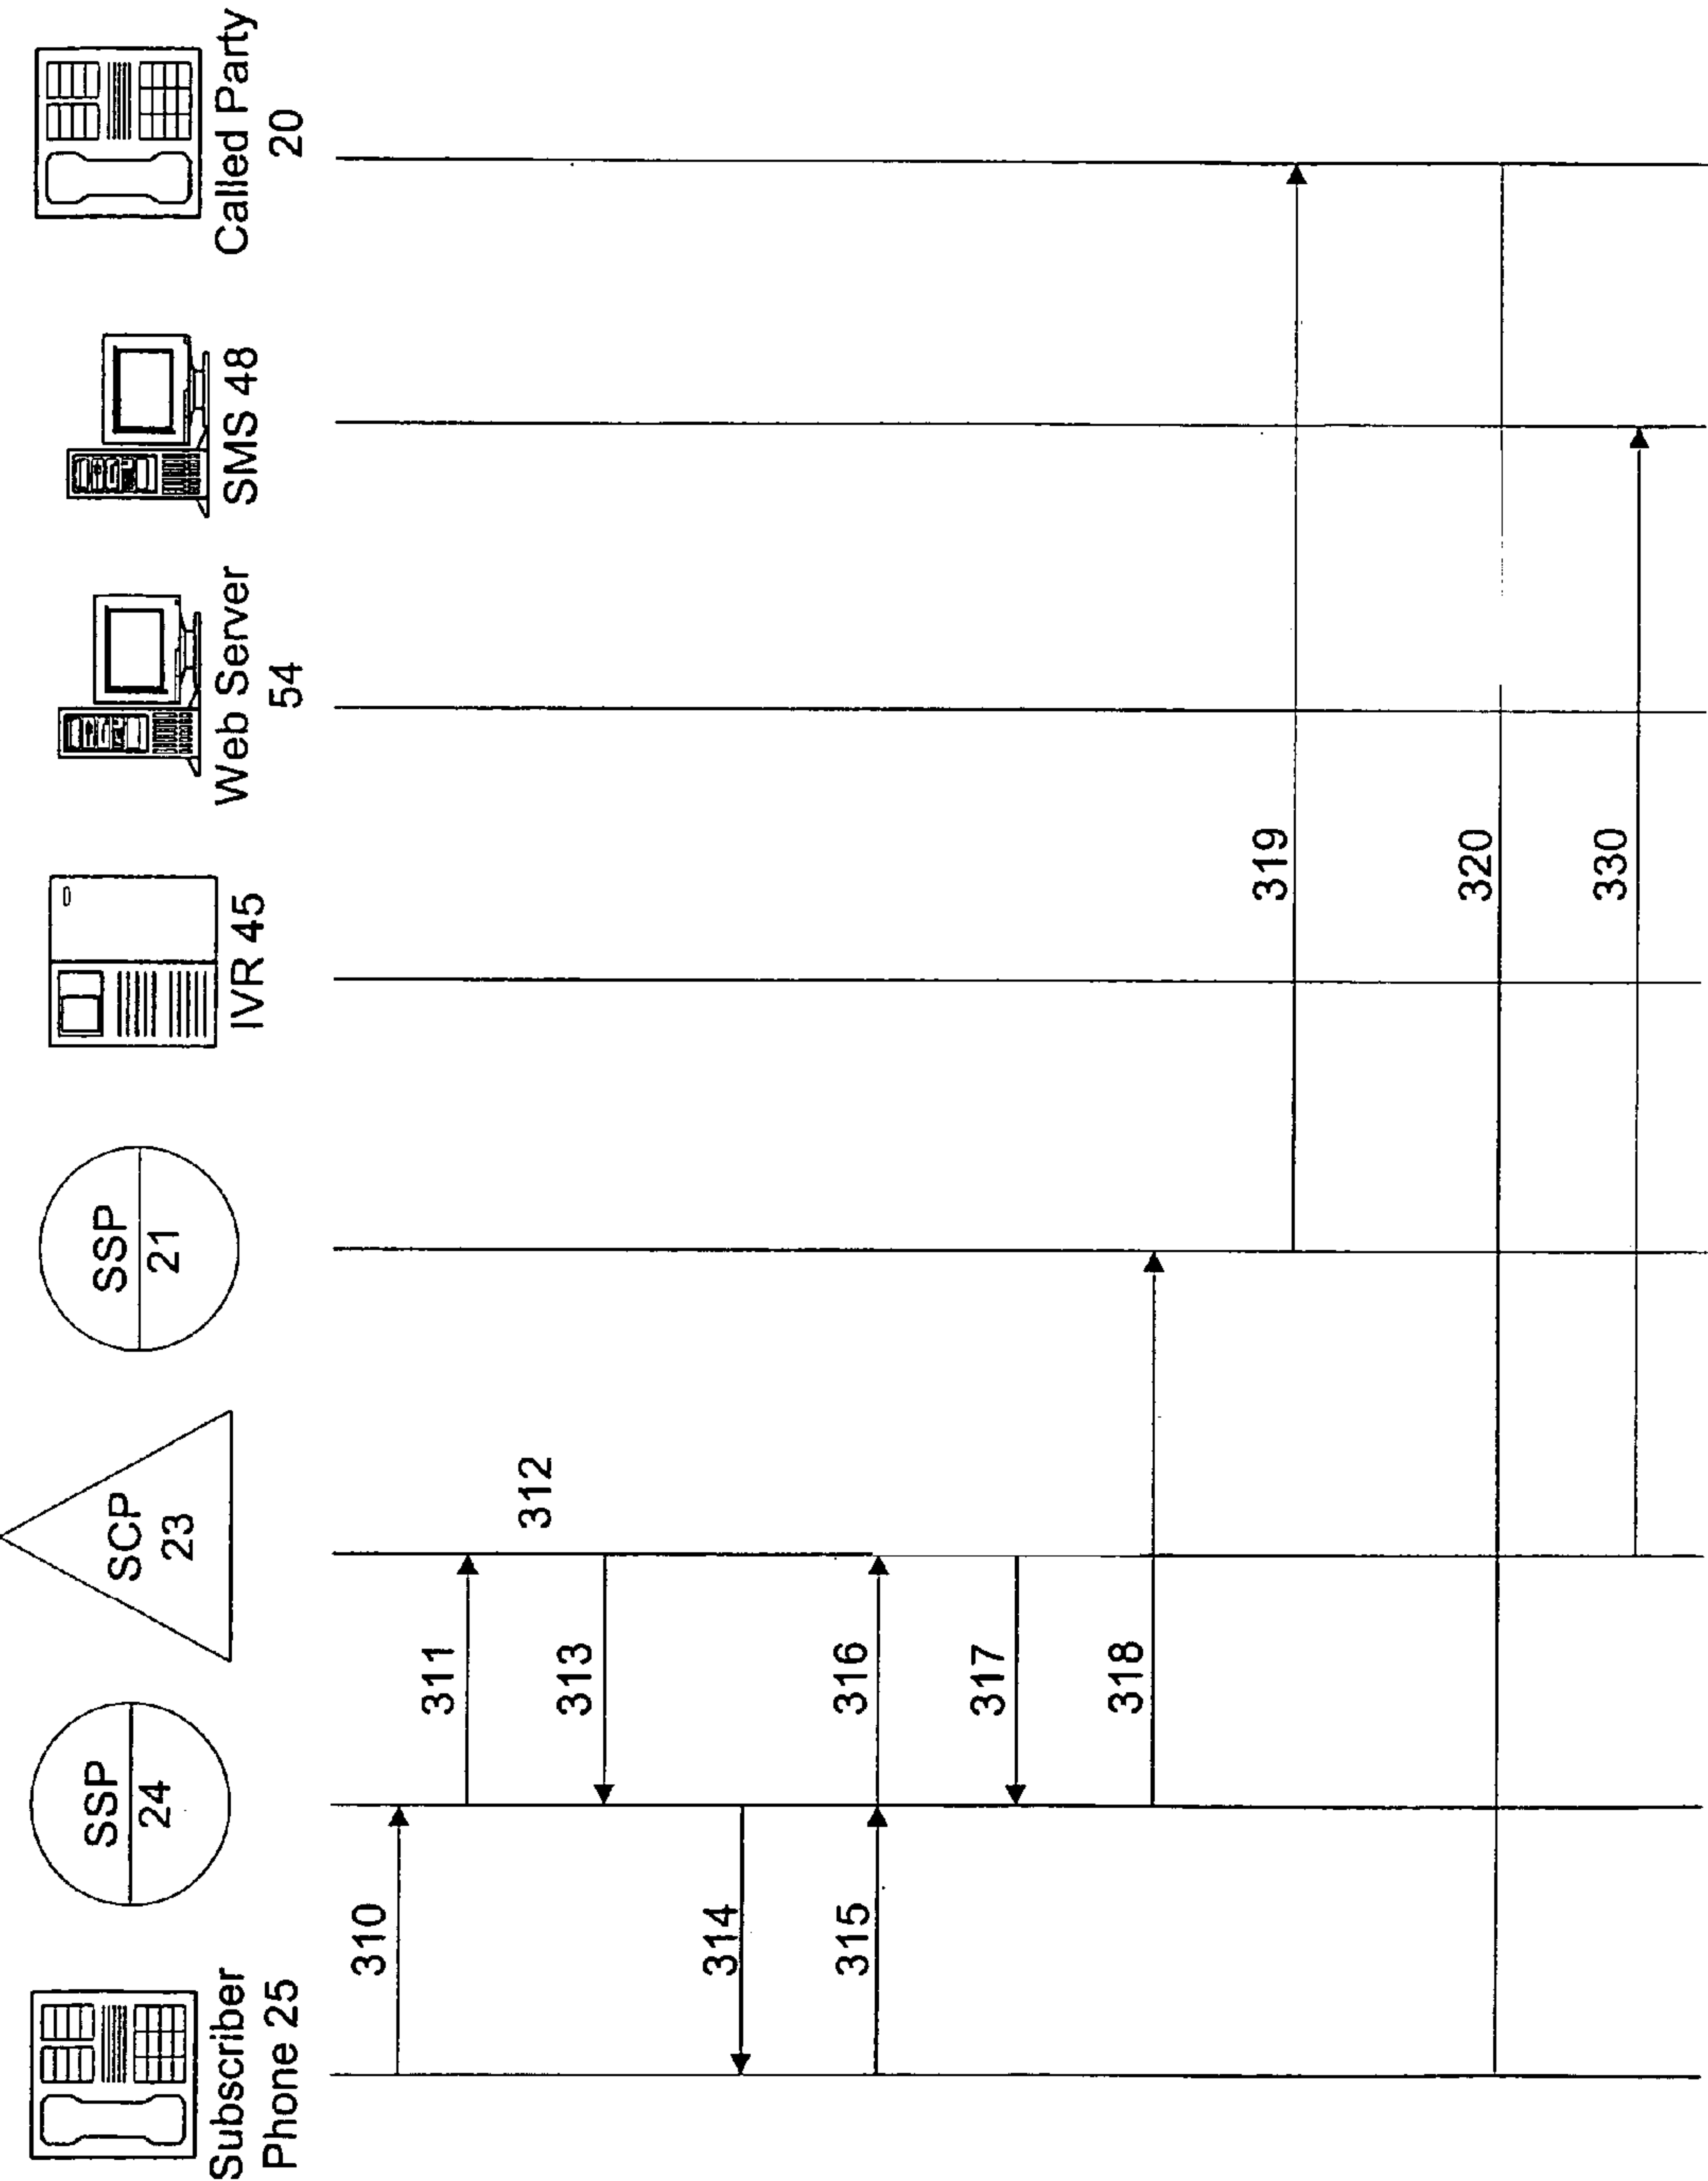 Subscriber
Phone 25
SSP
24
SCP
23
SSP
21
IVR 45
Web Server
54
SMS 48
Called Party
20
310
311
312
313
314
315
316
317
318
319
320
330